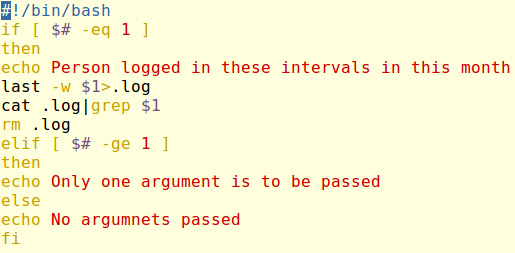 #!/bin/bash
if [ $# -eq 1 ]
then
echo Person logged in these intervals in this month
last -w $1>.log
cat .log|grep $1
rm .log
elif [ $# -ge 1 ]
then
echo Only one argument is to be passed
else
echo No argumnets passed
fi